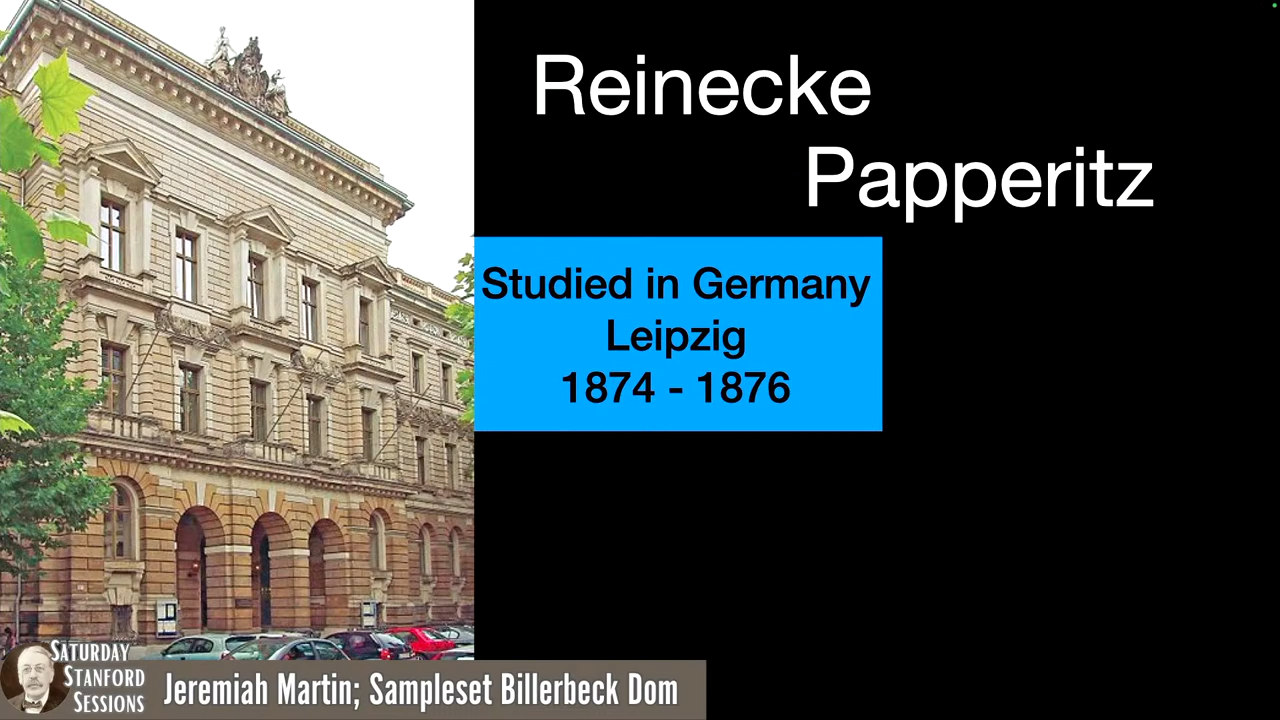 Reinecke
Papperitz
Studied in Germany
Leipzig
1874 - 1876
SATURDAY
STANFORD
SESSIONS
Jeremiah Martin; Sampleset Billerbeck Dom